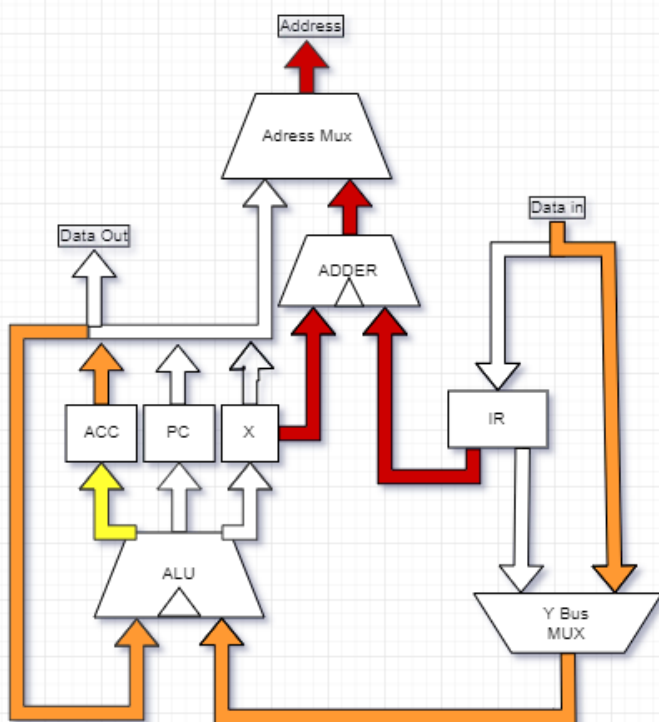 Address
Adress Mux
Data in
Data Out
ADDER
ACC
PC
X
IR
ALU
Y Bus
MUX